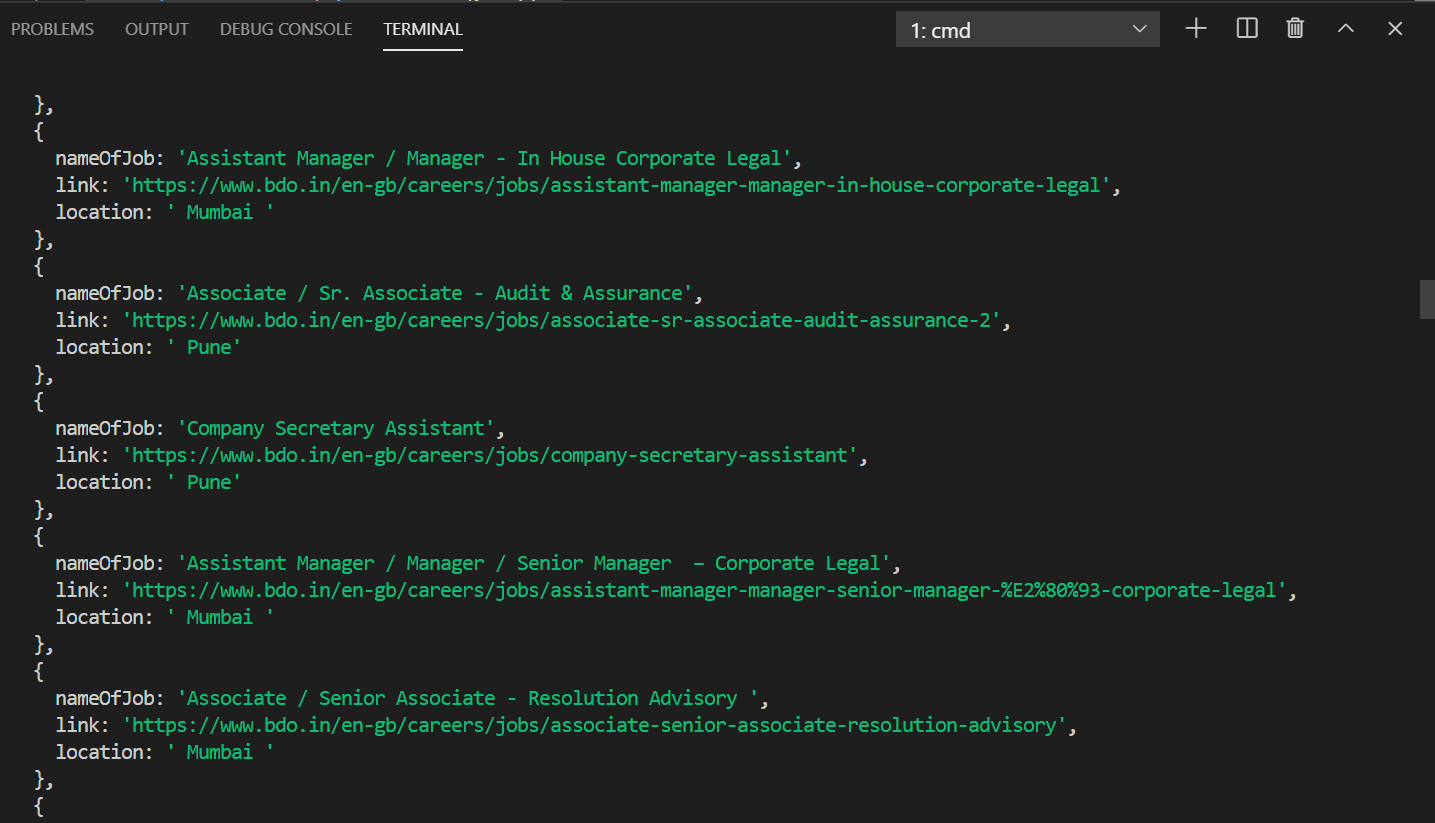 PROBLEMS OUTPUT DEBUG CONSOLE TERMINAL 1: cmd
},
{
nameOfJob: 'Assistant Manager / Manager - In House Corporate Legal',
link: 'https://www.bdo.in/en-gb/careers/jobs/assistant-manager-manager-in-house-corporate-legal',
location: ' Mumbai '
},
{
nameOfJob: 'Associate / Sr. Associate - Audit & Assurance',
link: 'https://www.bdo.in/en-gb/careers/jobs/associate-sr-associate-audit-assurance-2',
location: ' Pune'
},
{
nameOfJob: 'Company Secretary Assistant',
link: 'https://www.bdo.in/en-gb/careers/jobs/company-secretary-assistant',
location: ' Pune'
},
{
nameOfJob: 'Assistant Manager / Manager / Senior Manager  – Corporate Legal',
link: 'https://www.bdo.in/en-gb/careers/jobs/assistant-manager-manager-senior-manager-%E2%80%93-corporate-legal',
location: ' Mumbai '
},
{
nameOfJob: 'Associate / Senior Associate - Resolution Advisory ',
link: 'https://www.bdo.in/en-gb/careers/jobs/associate-senior-associate-resolution-advisory',
location: ' Mumbai '
},
{